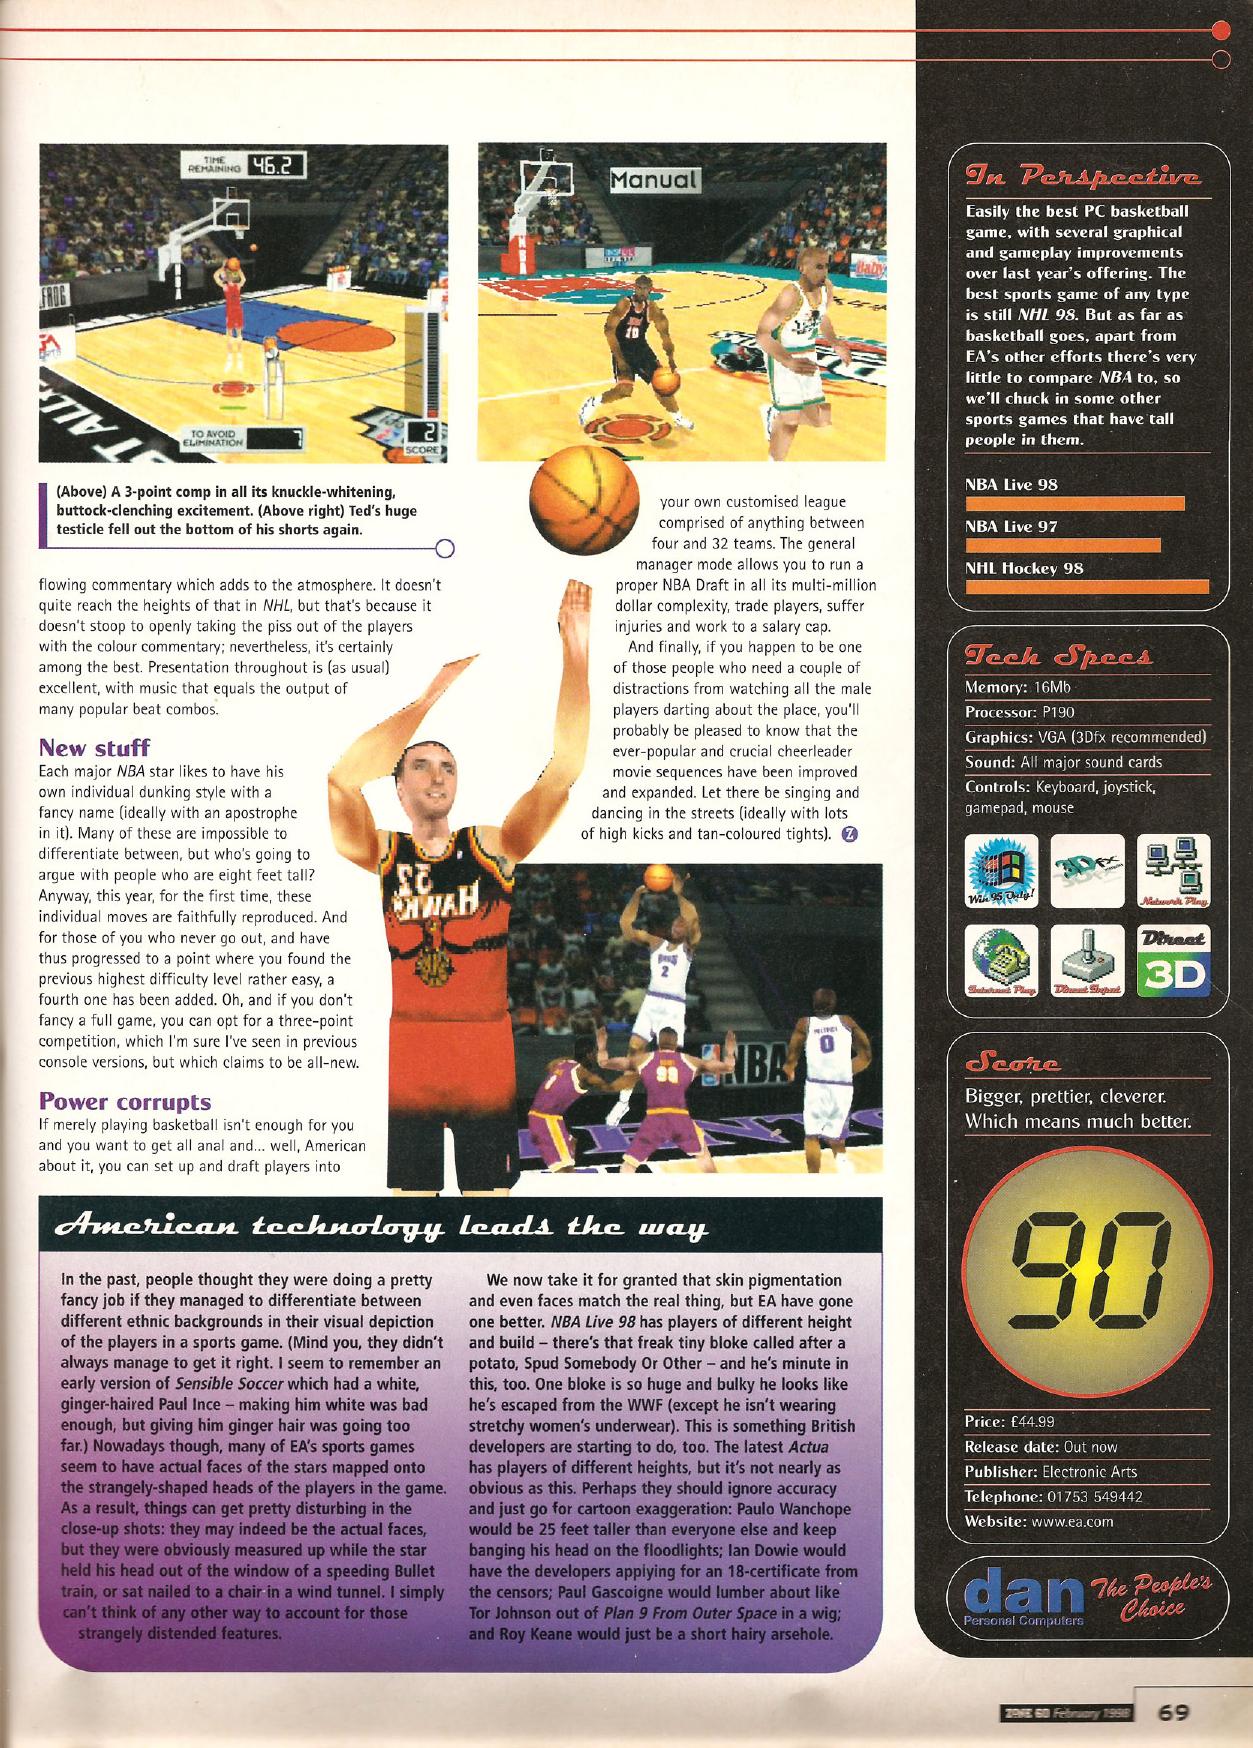 TIME
REMAINING 46.2
TO AVOID
ELIMINATION 7
2
SCORE
Manual
(Above) A 3-point comp in all its knuckle-whitening,
buttock-clenching excitement. (Above right) Ted's huge
testicle fell out the bottom of his shorts again.
flowing commentary which adds to the atmosphere. It doesn't
quite reach the heights of that in NHL, but that's because it
doesn't stoop to openly taking the piss out of the players
with the colour commentary; nevertheless, it's certainly
among the best. Presentation throughout is (as usual)
excellent, with music that equals the output of
many popular beat combos.
New stuff
Each major NBA star likes to have his
own individual dunking style with a
fancy name (ideally with an apostrophe
in it). Many of these are impossible to
differentiate between, but who's going to
argue with people who are eight feet tall?
Anyway, this year, for the first time, these
individual moves are faithfully reproduced. And
for those of you who never go out, and have
thus progressed to a point where you found the
previous highest difficulty level rather easy, a
fourth one has been added. Oh, and if you don't
fancy a full game, you can opt for a three-point
competition, which I'm sure I've seen in previous
console versions, but which claims to be all-new.
Power corrupts
If merely playing basketball isn't enough for you
and you want to get all anal and... well, American
about it, you can set up and draft players into
your own customised league
comprised of anything between
four and 32 teams. The general
manager mode allows you to run a
proper NBA Draft in all its multi-million
dollar complexity, trade players, suffer
injuries and work to a salary cap.
And finally, if you happen to be one
of those people who need a couple of
distractions from watching all the male
players darting about the place, you'll
probably be pleased to know that the
ever-popular and crucial cheerleader
movie sequences have been improved
and expanded. Let there be singing and
dancing in the streets (ideally with lots
of high kicks and tan-coloured tights). Z
32
HAWKS
2
99
0
NBA
American technology leads the way
In the past, people thought they were doing a pretty
fancy job if they managed to differentiate between
different ethnic backgrounds in their visual depiction
of the players in a sports game. (Mind you, they didn't
always manage to get it right. I seem to remember an
early version of Sensible Soccer which had a white,
ginger-haired Paul Ince – making him white was bad
enough, but giving him ginger hair was going too
far.) Nowadays though, many of EA's sports games
seem to have actual faces of the stars mapped onto
the strangely-shaped heads of the players in the game.
As a result, things can get pretty disturbing in the
close-up shots: they may indeed be the actual faces,
but they were obviously measured up while the star
held his head out of the window of a speeding Bullet
train, or sat nailed to a chair in a wind tunnel. I simply
can't think of any other way to account for those
strangely distended features.
We now take it for granted that skin pigmentation
and even faces match the real thing, but EA have gone
one better. NBA Live 98 has players of different height
and build – there's that freak tiny bloke called after a
potato, Spud Somebody Or Other – and he's minute in
this, too. One bloke is so huge and bulky he looks like
he's escaped from the WWF (except he isn't wearing
stretchy women's underwear). This is something British
developers are starting to do, too. The latest Actua
has players of different heights, but it's not nearly as
obvious as this. Perhaps they should ignore accuracy
and just go for cartoon exaggeration: Paulo Wanchope
would be 25 feet taller than everyone else and keep
banging his head on the floodlights; Ian Dowie would
have the developers applying for an 18-certificate from
the censors; Paul Gascoigne would lumber about like
Tor Johnson out of Plan 9 From Outer Space in a wig;
and Roy Keane would just be a short hairy arsehole.
In Perspective
Easily the best PC basketball
game, with several graphical
and gameplay improvements
over last year's offering. The
best sports game of any type
is still NHL 98. But as far as
basketball goes, apart from
EA's other efforts there's very
little to compare NBA to, so
we'll chuck in some other
sports games that have tall
people in them.
NBA Live 98
NBA Live 97
NHL Hockey 98
Tech Specs
Memory: 16Mb
Processor: P190
Graphics: VGA (3Dfx recommended)
Sound: All major sound cards
Controls: Keyboard, joystick,
gamepad, mouse
Win 95 Only!
3Dfx
Network Play
Internet Play
Direct Input
Direct
3D
Score
Bigger, prettier, cleverer.
Which means much better.
90
Price: £44.99
Release date: Out now
Publisher: Electronic Arts
Telephone: 01753 549442
Website: www.ea.com
dan
Personal Computers
The People's
Choice
ZONE 60 February 1998 69